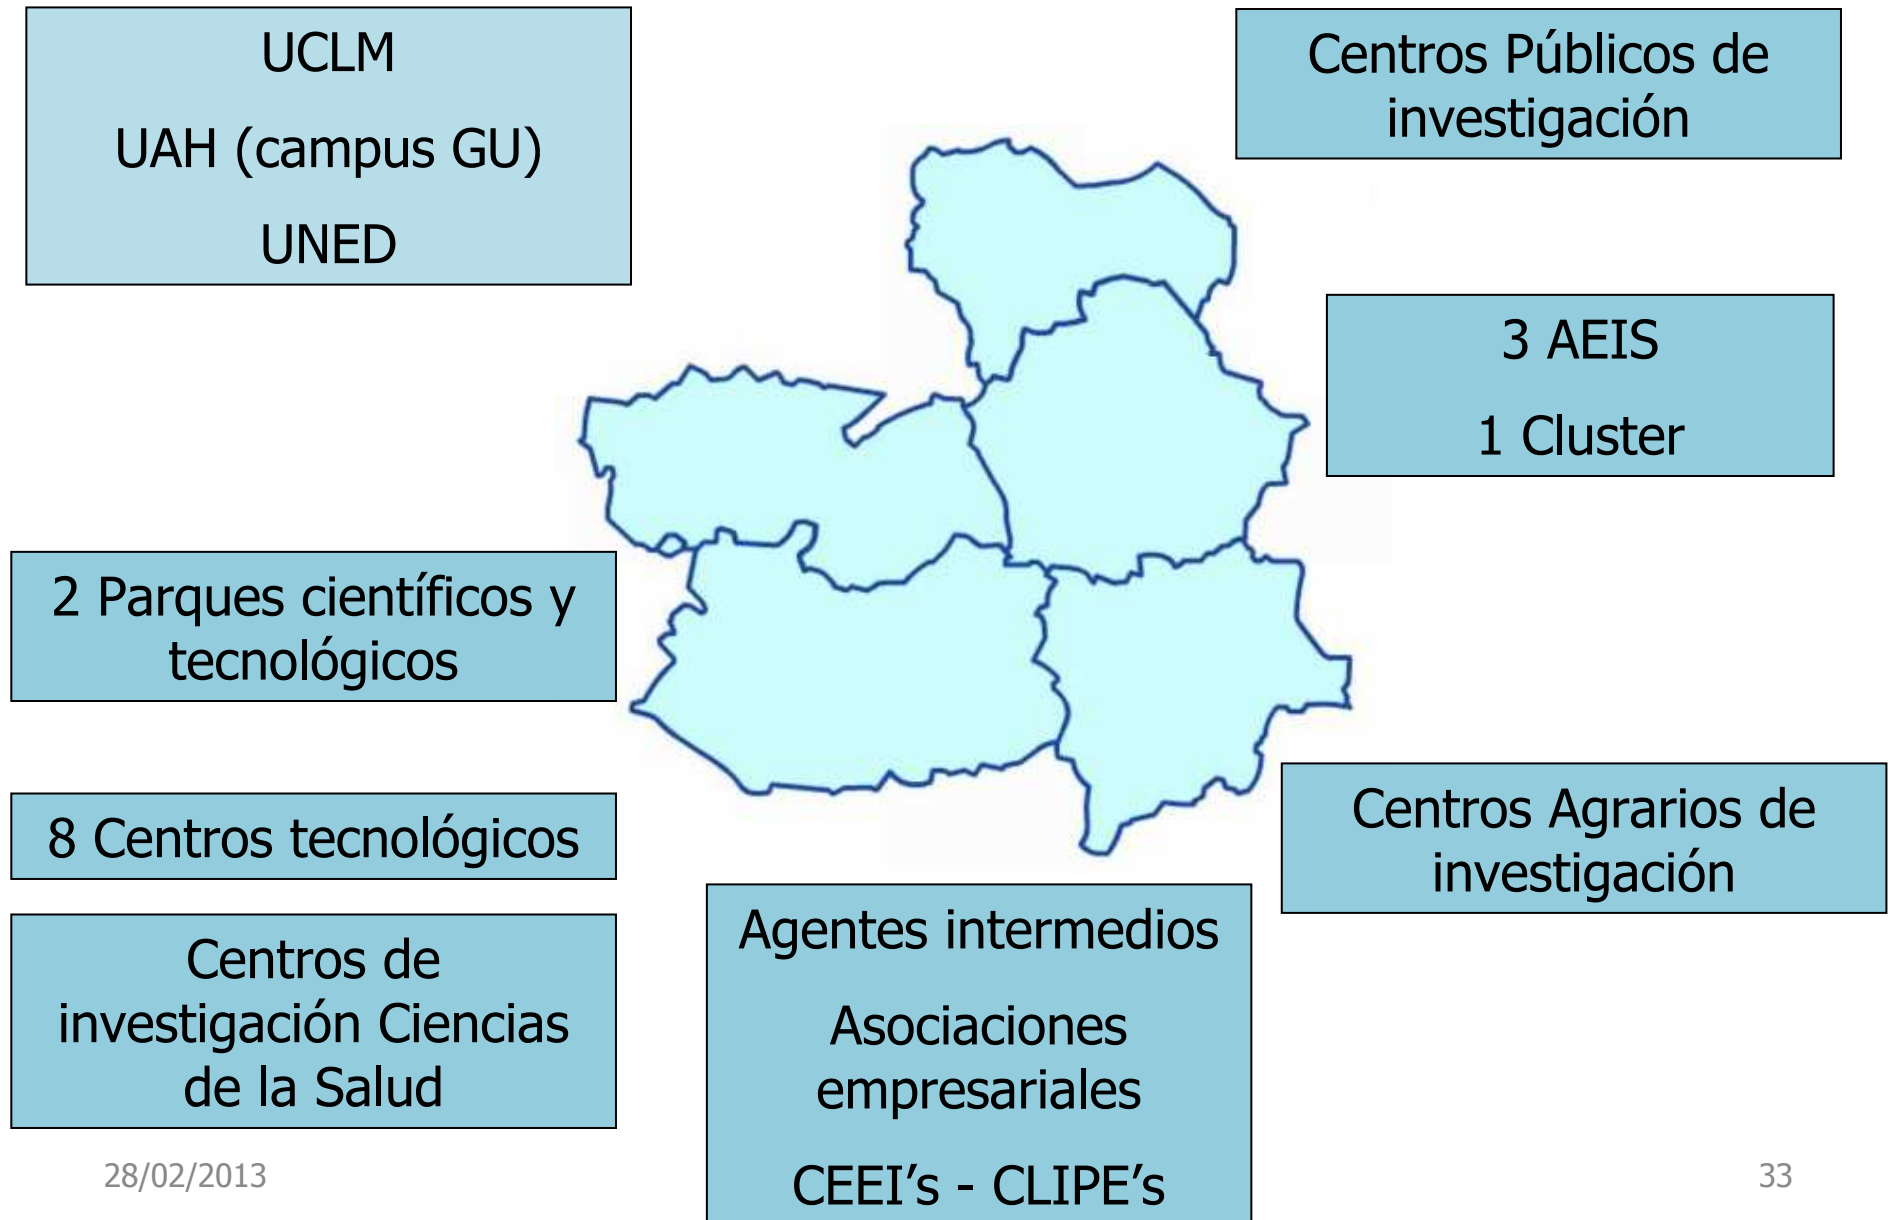 UCLM
UAH (campus GU)
UNED
Centros Públicos de
investigación
3 AEIS
1 Cluster
2 Parques científicos y
tecnológicos
8 Centros tecnológicos
Centros Agrarios de
investigación
Centros de
investigación Ciencias
de la Salud
Agentes intermedios
Asociaciones
empresariales
CEEI’s - CLIPE’s
28/02/2013
33